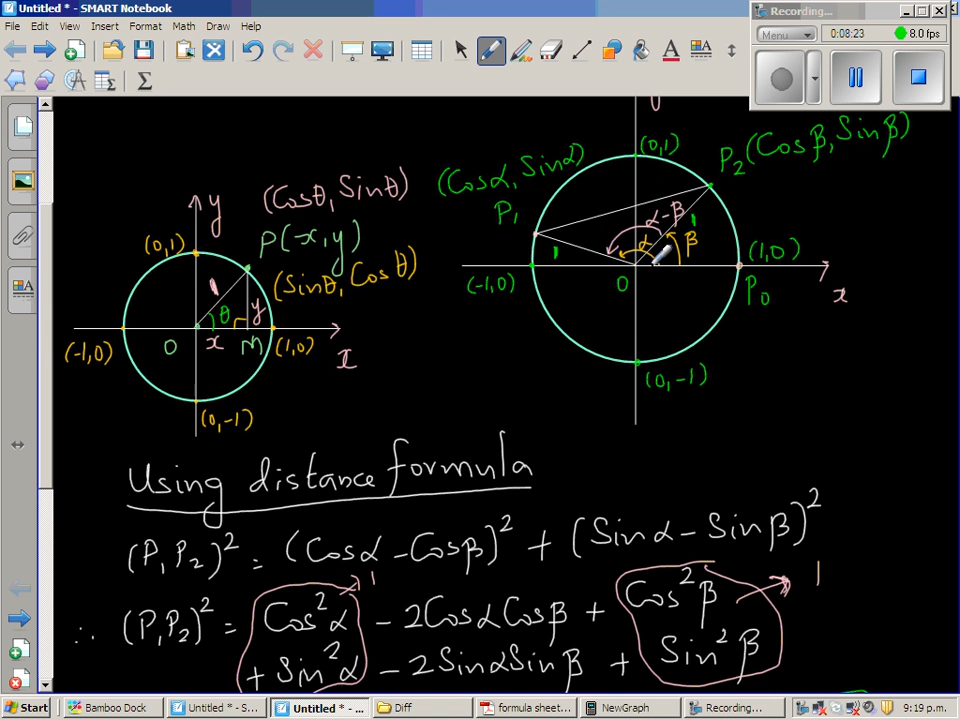 Untitled * - SMART Notebook
File Edit View Insert Format Math Draw Help
Recording...
Menu
0:08:23
8.0 fps
y
(0,1)
P2 (Cosβ, Sinβ)
(Cosα, Sinα)
P1
α-β
α
β
1
1
(-1,0)
O
(1,0)
P0
x
(0,-1)
y
(Cosθ, Sinθ)
(0,1)
P(x,y)
(Sinθ, Cosθ)
1
θ
y
(-1,0)
O
x
M
(1,0)
x
(0,-1)
Using distance formula
(P1P2)² = (Cosα - Cosβ)² + (Sinα - Sinβ)²
1
1
∴ (P1P2)² = Cos²α - 2CosαCosβ + Cos²β
+ Sin²α - 2SinαSinβ + Sin²β
Start
Bamboo Dock
Untitled * - S...
Untitled * - ...
Diff
formula sheet...
NewGraph
Recording...
9:19 p.m.